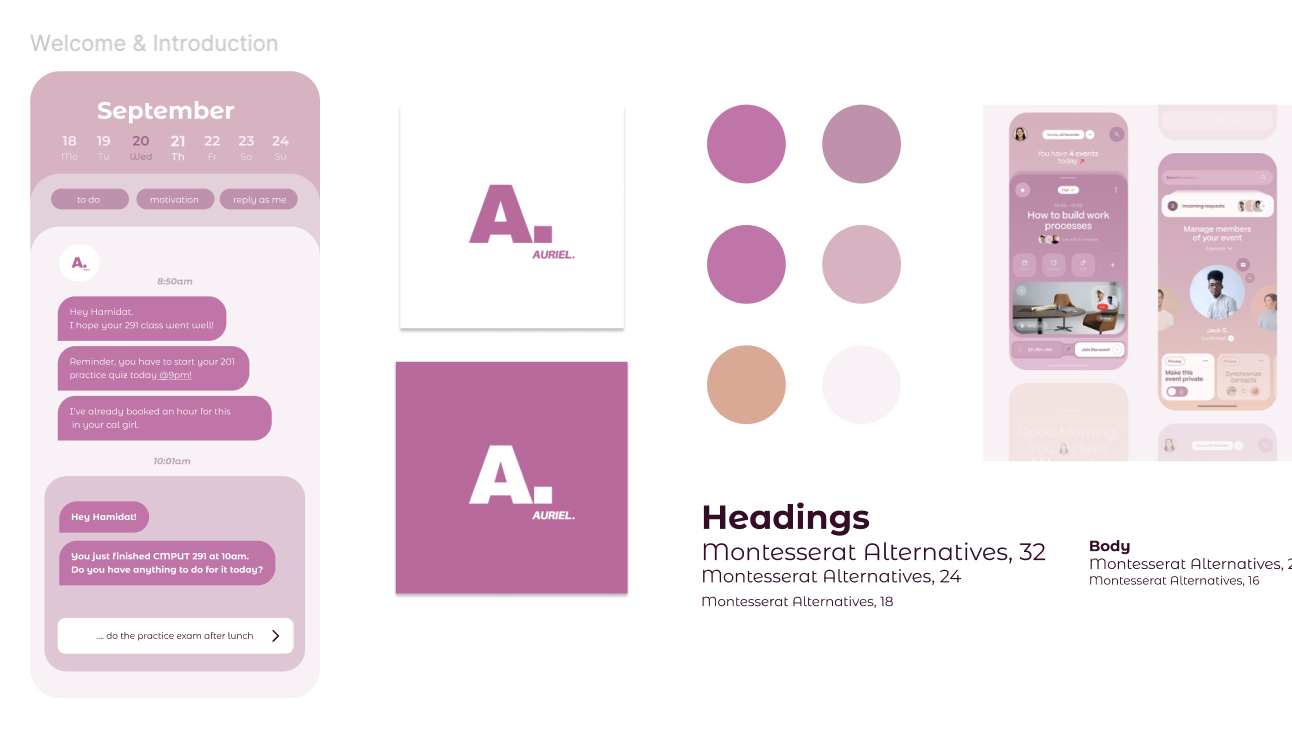 Welcome & Introduction
September
18 19 20 21 22 23 24
Mo Tu Wed Th Fr Sa Su
to do motivation reply as me
A.
8:50am
Hey Hamidat.
I hope your 291 class went well!
Reminder, you have to start your 201
practice quiz today @9pm!
I've already booked an hour for this
in your cal girl.
10:01am
Hey Hamidat!
You just finished CMPUT 291 at 10am.
Do you have anything to do for it today?
.... do the practice exam after lunch
A.
AURIEL.
A.
AURIEL.
You have 4 events
today
How to build work
processes
Join the event
Good Morning,
You have
Incoming requests
Manage members
of your event
Jack S.
Confirmed
Privacy
Make this
event private
Privacy
Synchronize
contacts
Headings
Montesserat Alternatives, 32
Montesserat Alternatives, 24
Montesserat Alternatives, 18
Body
Montesserat Alternatives,
Montesserat Alternatives, 16